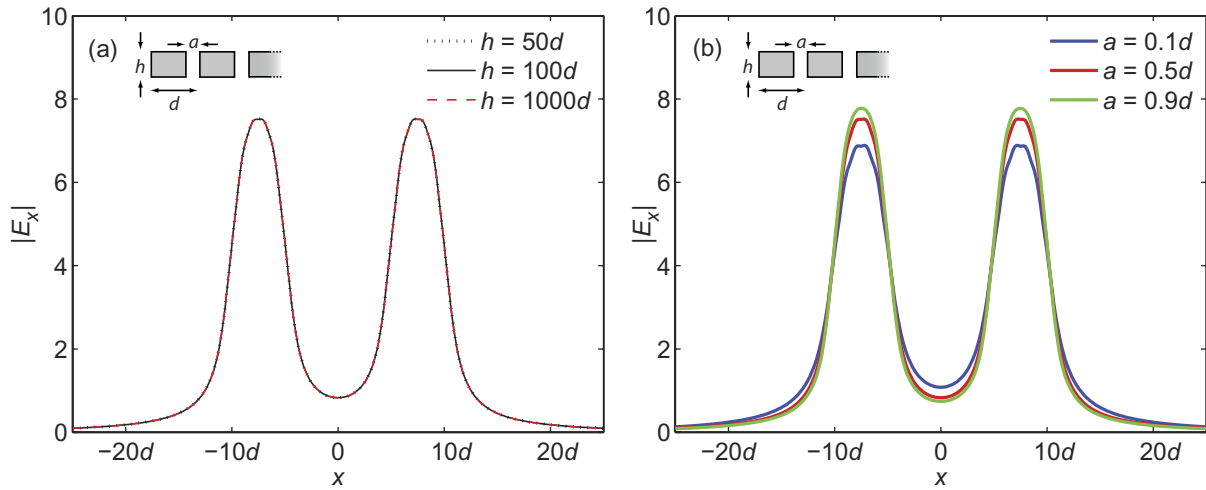 (a)
a
h
d
h = 50d
h = 100d
h = 1000d
10
8
6
4
2
0
|Eₓ|
−20d
−10d
0
10d
20d
x
(b)
a
h
d
a = 0.1d
a = 0.5d
a = 0.9d
10
8
6
4
2
0
|Eₓ|
−20d
−10d
0
10d
20d
x